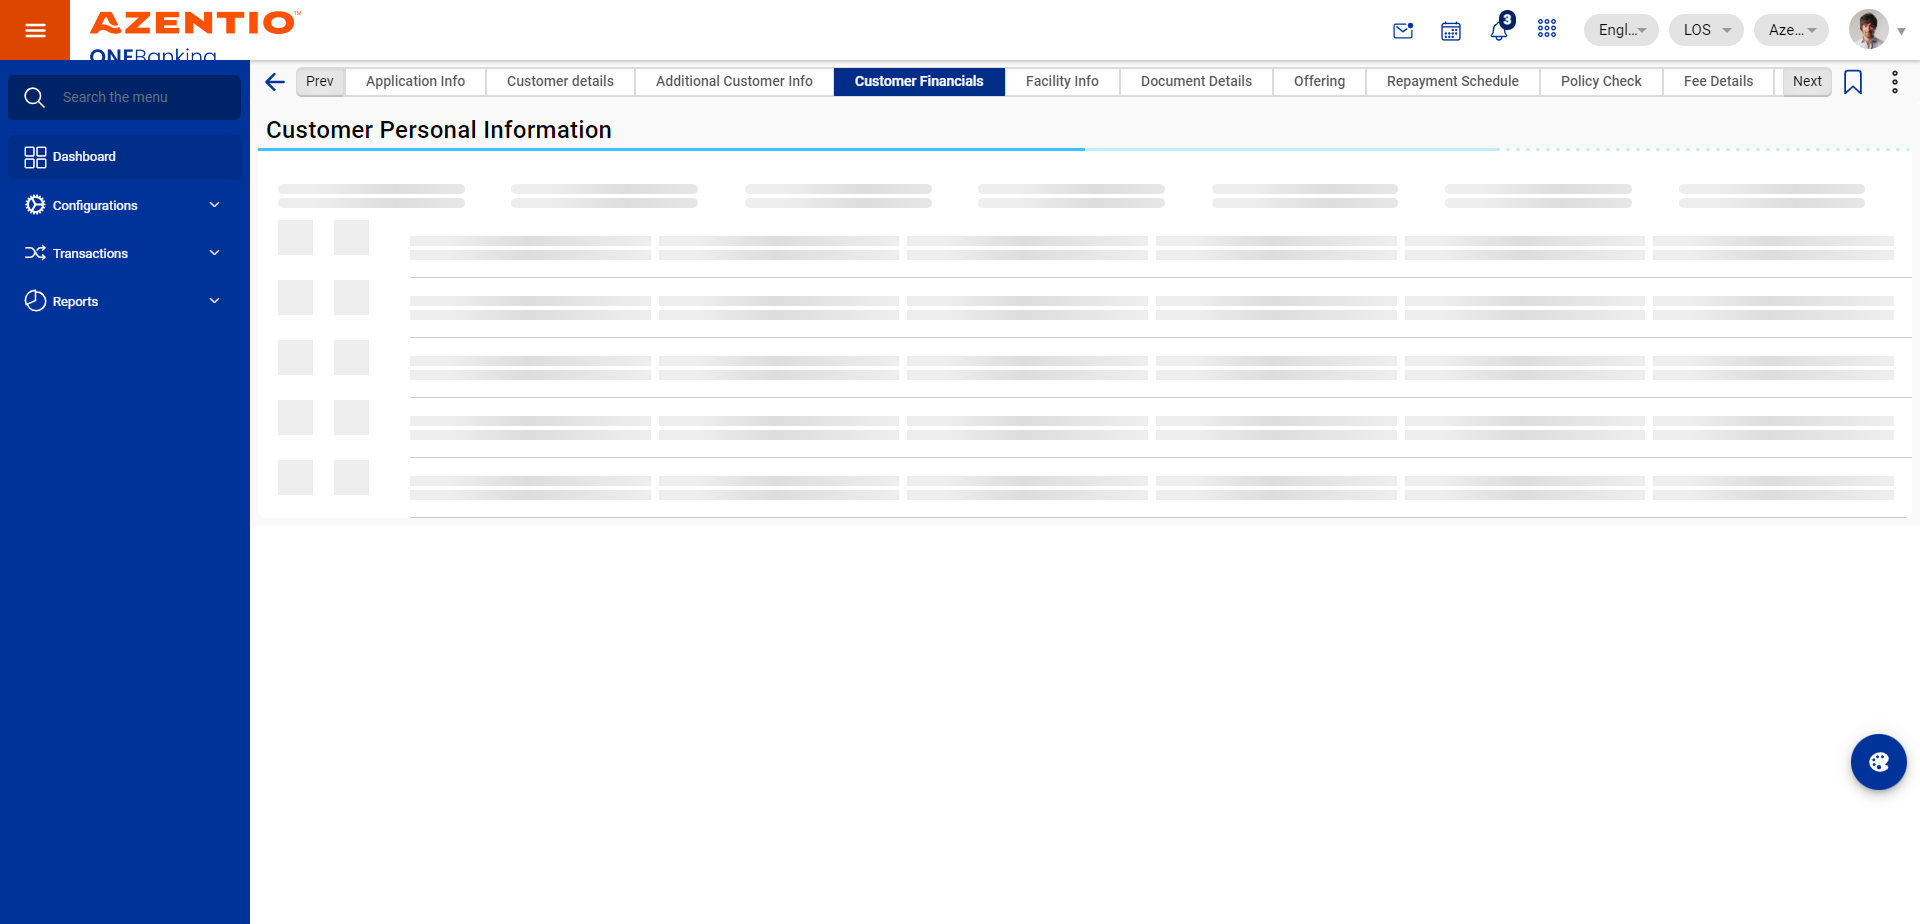 AZENTIO™
ONEBanking
3
Engl...
LOS
Aze...
Search the menu
Dashboard
Configurations
Transactions
Reports
Prev
Application Info
Customer details
Additional Customer Info
Customer Financials
Facility Info
Document Details
Offering
Repayment Schedule
Policy Check
Fee Details
Next
Customer Personal Information